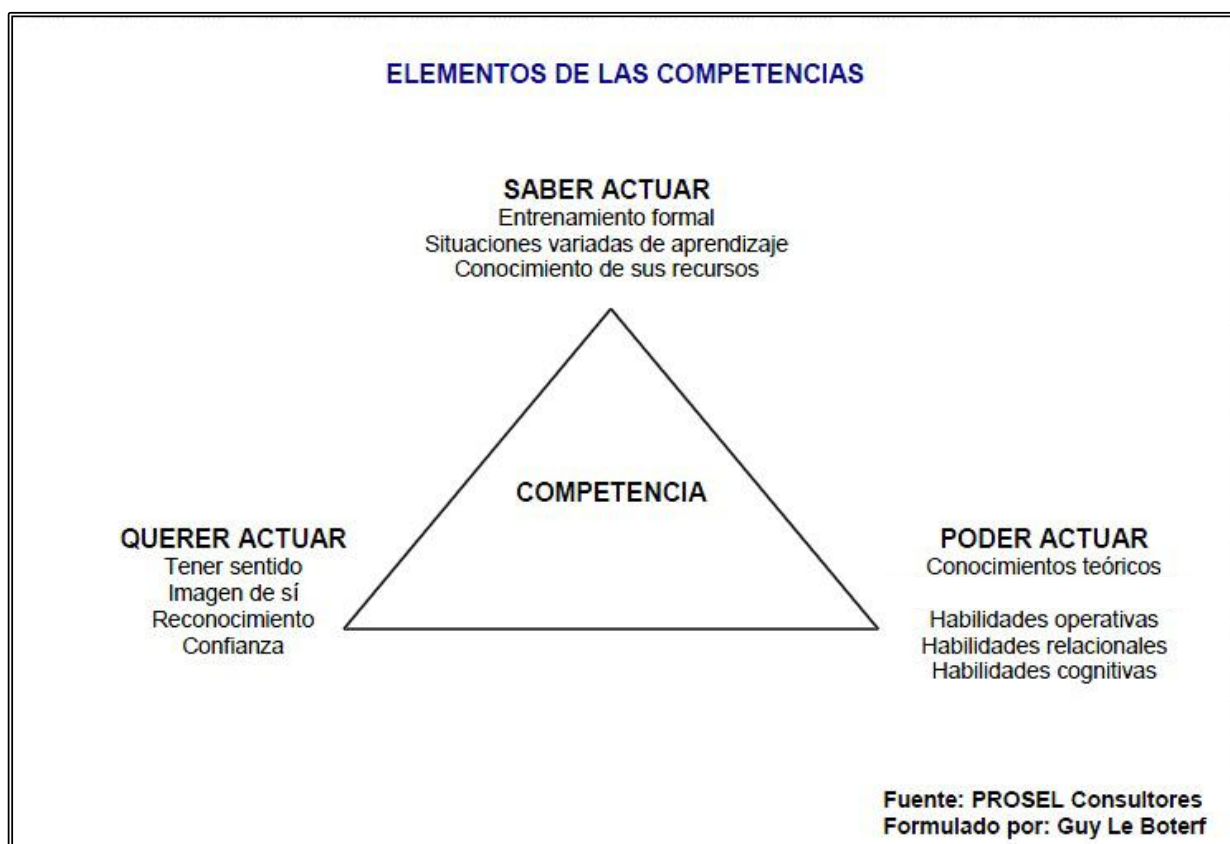 ELEMENTOS DE LAS COMPETENCIAS
SABER ACTUAR
Entrenamiento formal
Situaciones variadas de aprendizaje
Conocimiento de sus recursos
COMPETENCIA
QUERER ACTUAR
Tener sentido
Imagen de sí
Reconocimiento
Confianza
PODER ACTUAR
Conocimientos teóricos
Habilidades operativas
Habilidades relacionales
Habilidades cognitivas
Fuente: PROSEL Consultores
Formulado por: Guy Le Boterf